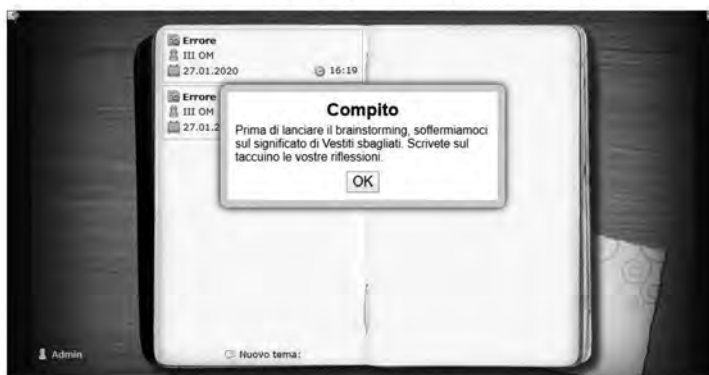 Errore
III OM
27.01.2020 16:19
Errore
III OM
27.01.2
Compito
Prima di lanciare il brainstorming, soffermiamoci
sul significato di Vestiti sbagliati. Scrivete sul
taccuino le vostre riflessioni.
OK
Admin
Nuovo tema: